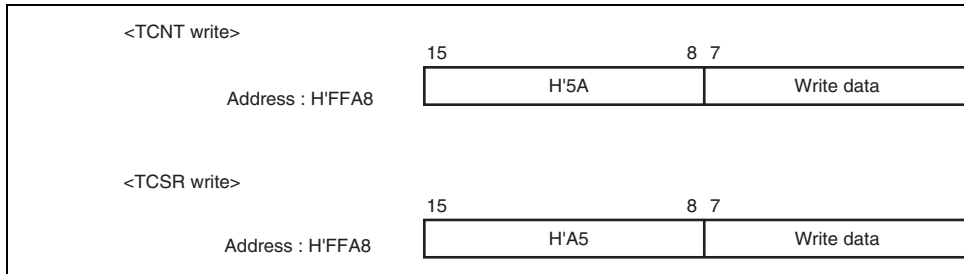 <TCNT write>
15 8 7
Address : H'FFA8 H'5A Write data
<TCSR write>
15 8 7
Address : H'FFA8 H'A5 Write data